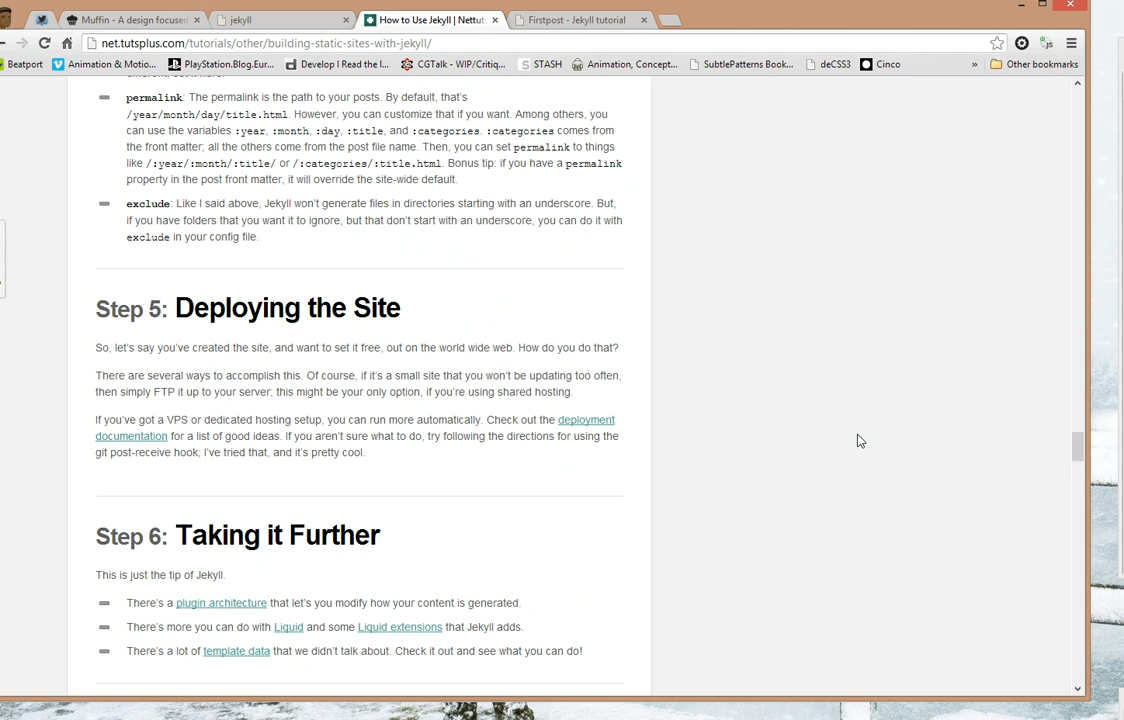 Muffin - A design focused
jekyll
How to Use Jekyll | Nettuts
Firstpost - Jekyll tutorial
net.tutsplus.com/tutorials/other/building-static-sites-with-jekyll/
Beatport
Animation & Motio...
PlayStation.Blog.Eur...
Develop I Read the I...
CGTalk - WIP/Critiq...
STASH
Animation, Concept...
SubtlePatterns Book...
deCSS3
Cinco
»
Other bookmarks
permalink: The permalink is the path to your posts. By default, that's
/year/month/day/title.html. However, you can customize that if you want. Among others, you
can use the variables :year, :month, :day, :title, and :categories. :categories comes from
the front matter; all the others come from the post file name. Then, you can set permalink to things
like /:year/:month/:title/ or /:categories/:title.html. Bonus tip: if you have a permalink
property in the post front matter, it will override the site-wide default.
exclude: Like I said above, Jekyll won't generate files in directories starting with an underscore. But,
if you have folders that you want it to ignore, but that don't start with an underscore, you can do it with
exclude in your config file.
Step 5: Deploying the Site
So, let's say you've created the site, and want to set it free, out on the world wide web. How do you do that?
There are several ways to accomplish this. Of course, if it's a small site that you won't be updating too often,
then simply FTP it up to your server; this might be your only option, if you're using shared hosting.
If you've got a VPS or dedicated hosting setup, you can run more automatically. Check out the deployment
documentation for a list of good ideas. If you aren't sure what to do, try following the directions for using the
git post-receive hook; I've tried that, and it's pretty cool.
Step 6: Taking it Further
This is just the tip of Jekyll.
There's a plugin architecture that let's you modify how your content is generated.
There's more you can do with Liquid and some Liquid extensions that Jekyll adds.
There's a lot of template data that we didn't talk about. Check it out and see what you can do!